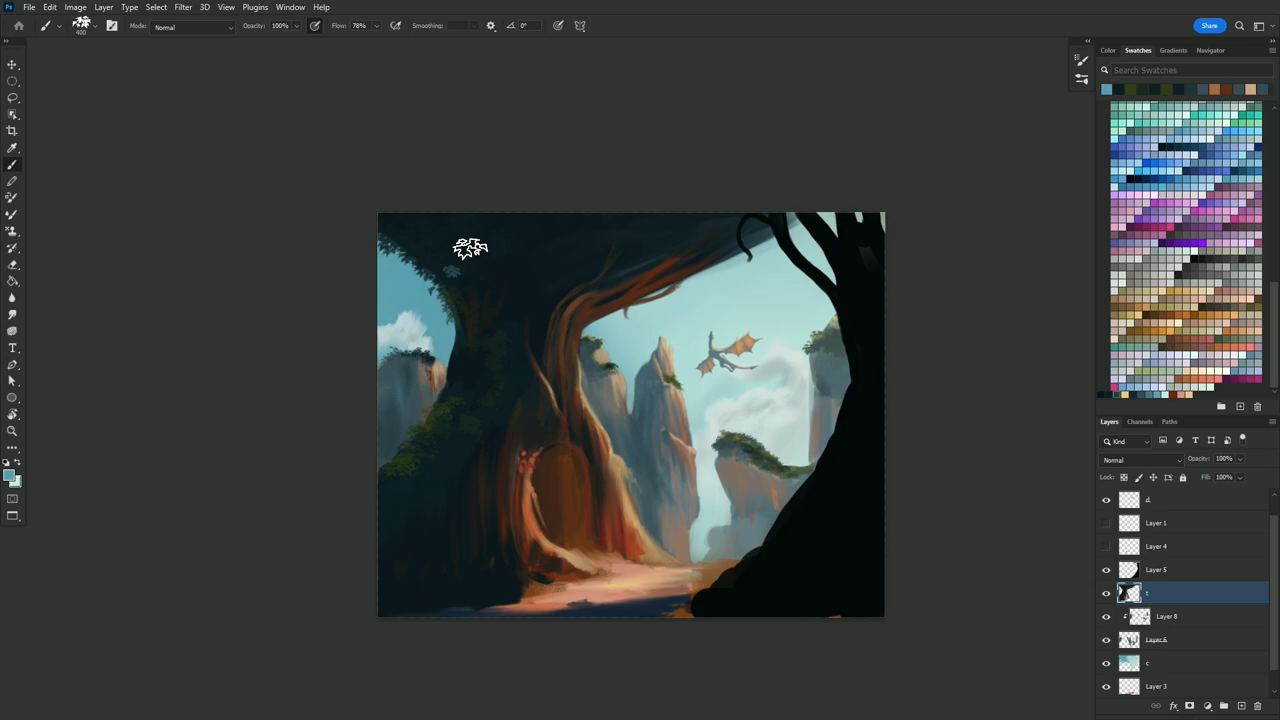 Ps File Edit Image Layer Type Select Filter 3D View Plugins Window Help
400 Mode: Normal Opacity: 100% Flow: 78% Smoothing: 0° Share
Color Swatches Gradients Navigator
Search Swatches
Layers Channels Paths
Kind
Normal Opacity: 100%
Lock: Fill: 100%
Layer 1
Layer 4
Layer 5
t
Layer 8
Layer 6
c
Layer 3
fx